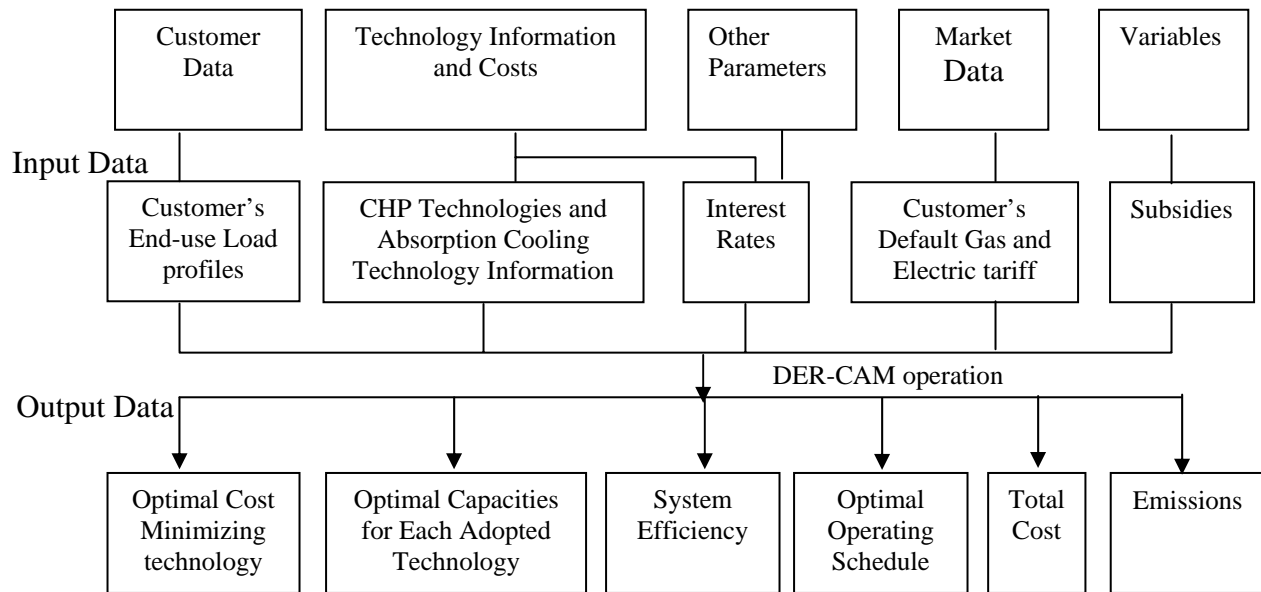 Customer
Data
Technology Information
and Costs
Other
Parameters
Market
Data
Variables
Input Data
Customer’s
End-use Load
profiles
CHP Technologies and
Absorption Cooling
Technology Information
Interest
Rates
Customer’s
Default Gas and
Electric tariff
Subsidies
DER-CAM operation
Output Data
Optimal Cost
Minimizing
technology
Optimal Capacities
for Each Adopted
Technology
System
Efficiency
Optimal
Operating
Schedule
Total
Cost
Emissions